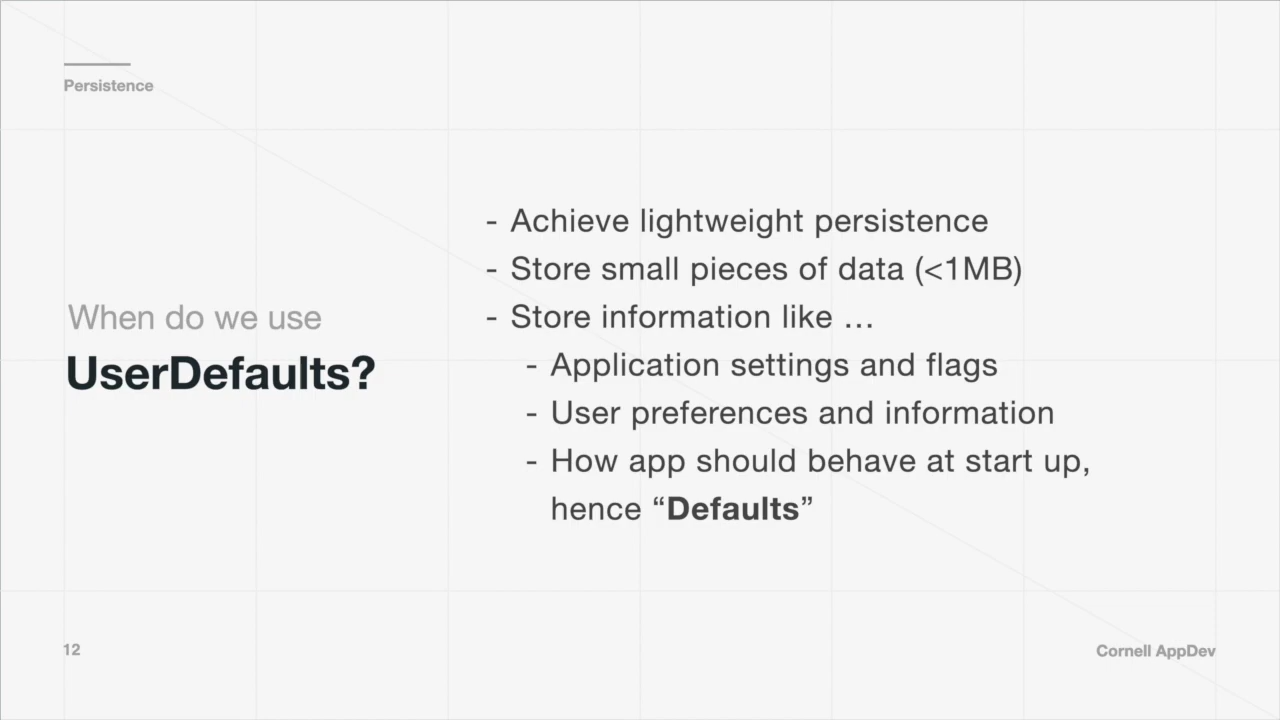 Persistence
When do we use
UserDefaults?
- Achieve lightweight persistence
- Store small pieces of data (<1MB)
- Store information like …
- Application settings and flags
- User preferences and information
- How app should behave at start up,
hence “Defaults”
12
Cornell AppDev